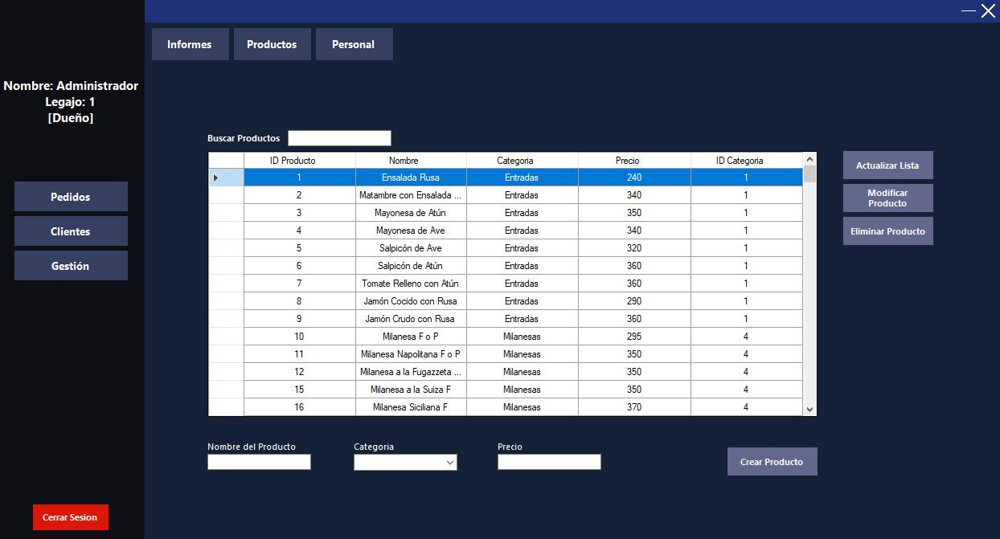 Informes Productos Personal
Nombre: Administrador
Legajo: 1
[Dueño]
Pedidos
Clientes
Gestión
Cerrar Sesion
Buscar Productos
ID Producto Nombre Categoria Precio ID Categoria
1 Ensalada Rusa Entradas 240 1
2 Matambre con Ensalada ... Entradas 340 1
3 Mayonesa de Atún Entradas 350 1
4 Mayonesa de Ave Entradas 340 1
5 Salpicón de Ave Entradas 320 1
6 Salpicón de Atún Entradas 360 1
7 Tomate Relleno con Atún Entradas 360 1
8 Jamón Cocido con Rusa Entradas 290 1
9 Jamón Crudo con Rusa Entradas 360 1
10 Milanesa F o P Milanesas 295 4
11 Milanesa Napolitana F o P Milanesas 350 4
12 Milanesa a la Fugazzeta ... Milanesas 350 4
15 Milanesa a la Suiza F Milanesas 350 4
16 Milanesa Siciliana F Milanesas 370 4
Actualizar Lista
Modificar
Producto
Eliminar Producto
Nombre del Producto Categoria Precio
Crear Producto